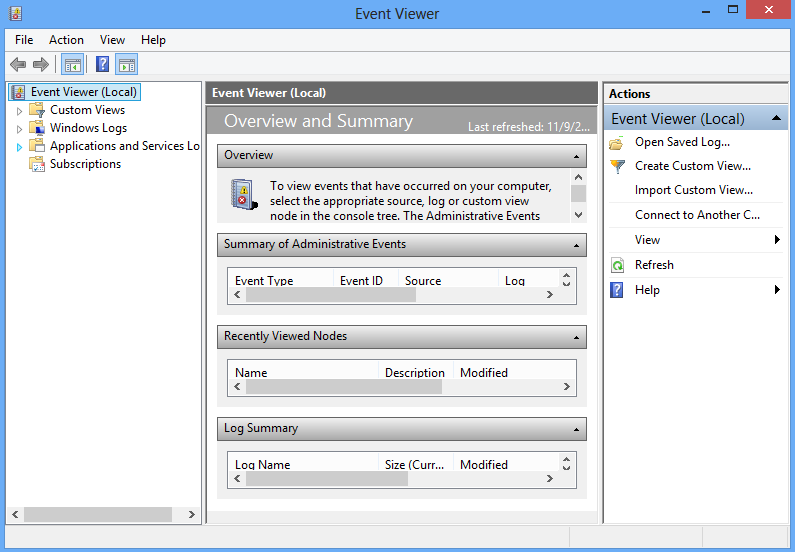 Event Viewer
File Action View Help
Event Viewer (Local)
Custom Views
Windows Logs
Applications and Services Lo
Subscriptions
Event Viewer (Local)
Overview and Summary
Last refreshed: 11/9/2...
Overview
To view events that have occurred on your computer,
select the appropriate source, log or custom view
node in the console tree. The Administrative Events
Summary of Administrative Events
Event Type Event ID Source Log
Recently Viewed Nodes
Name Description Modified
Log Summary
Log Name Size (Curr... Modified
Actions
Event Viewer (Local)
Open Saved Log...
Create Custom View...
Import Custom View...
Connect to Another C...
View
Refresh
Help